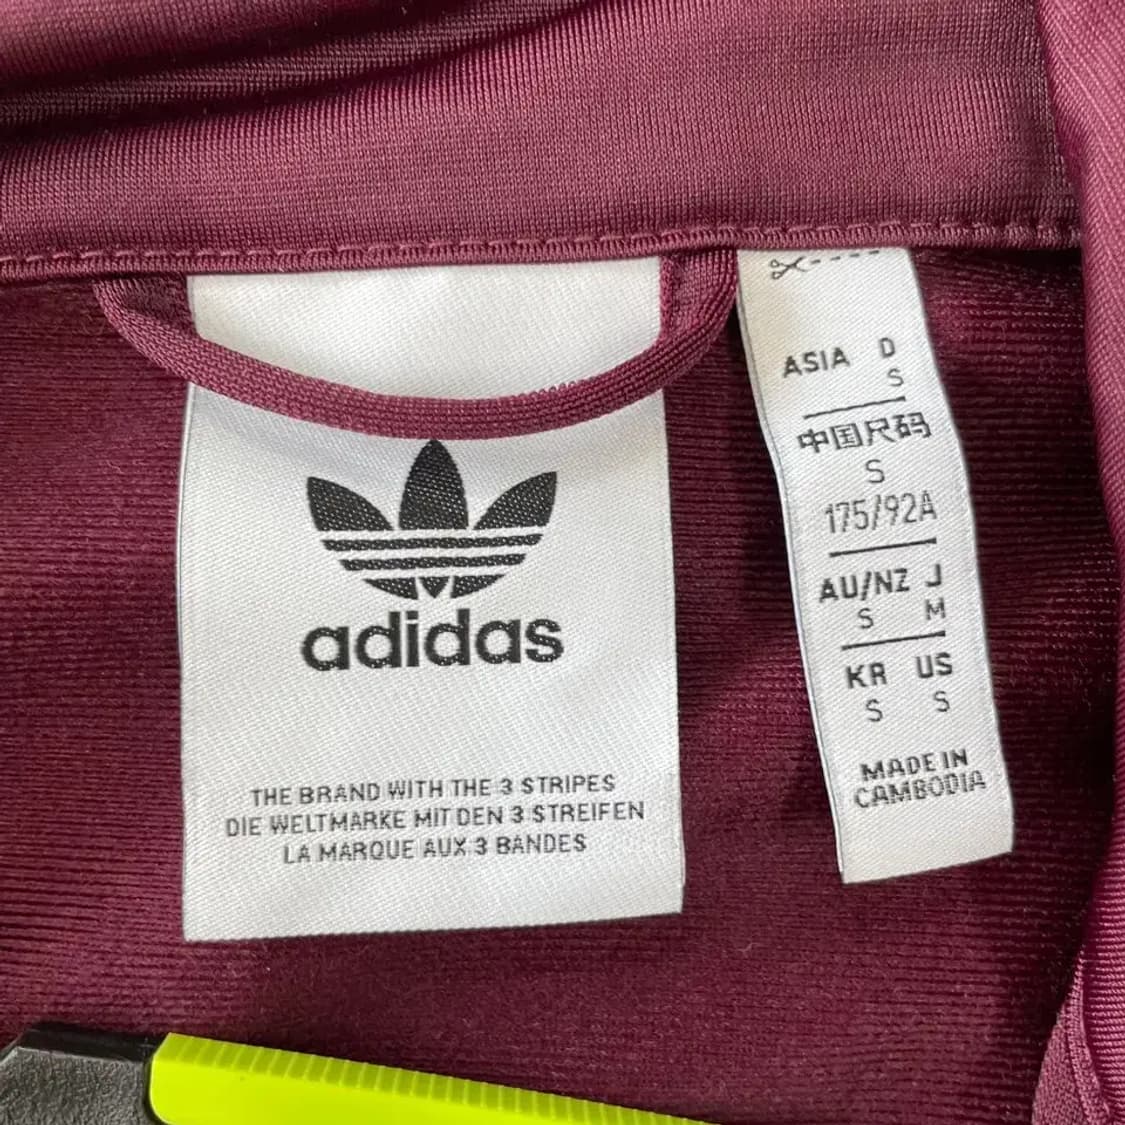 adidas
THE BRAND WITH THE 3 STRIPES
DIE WELTMARKE MIT DEN 3 STREIFEN
LA MARQUE AUX 3 BANDES
ASIA D
S
中国尺码
S
175/92A
AU/NZ J
S M
KR US
S S
MADE IN
CAMBODIA